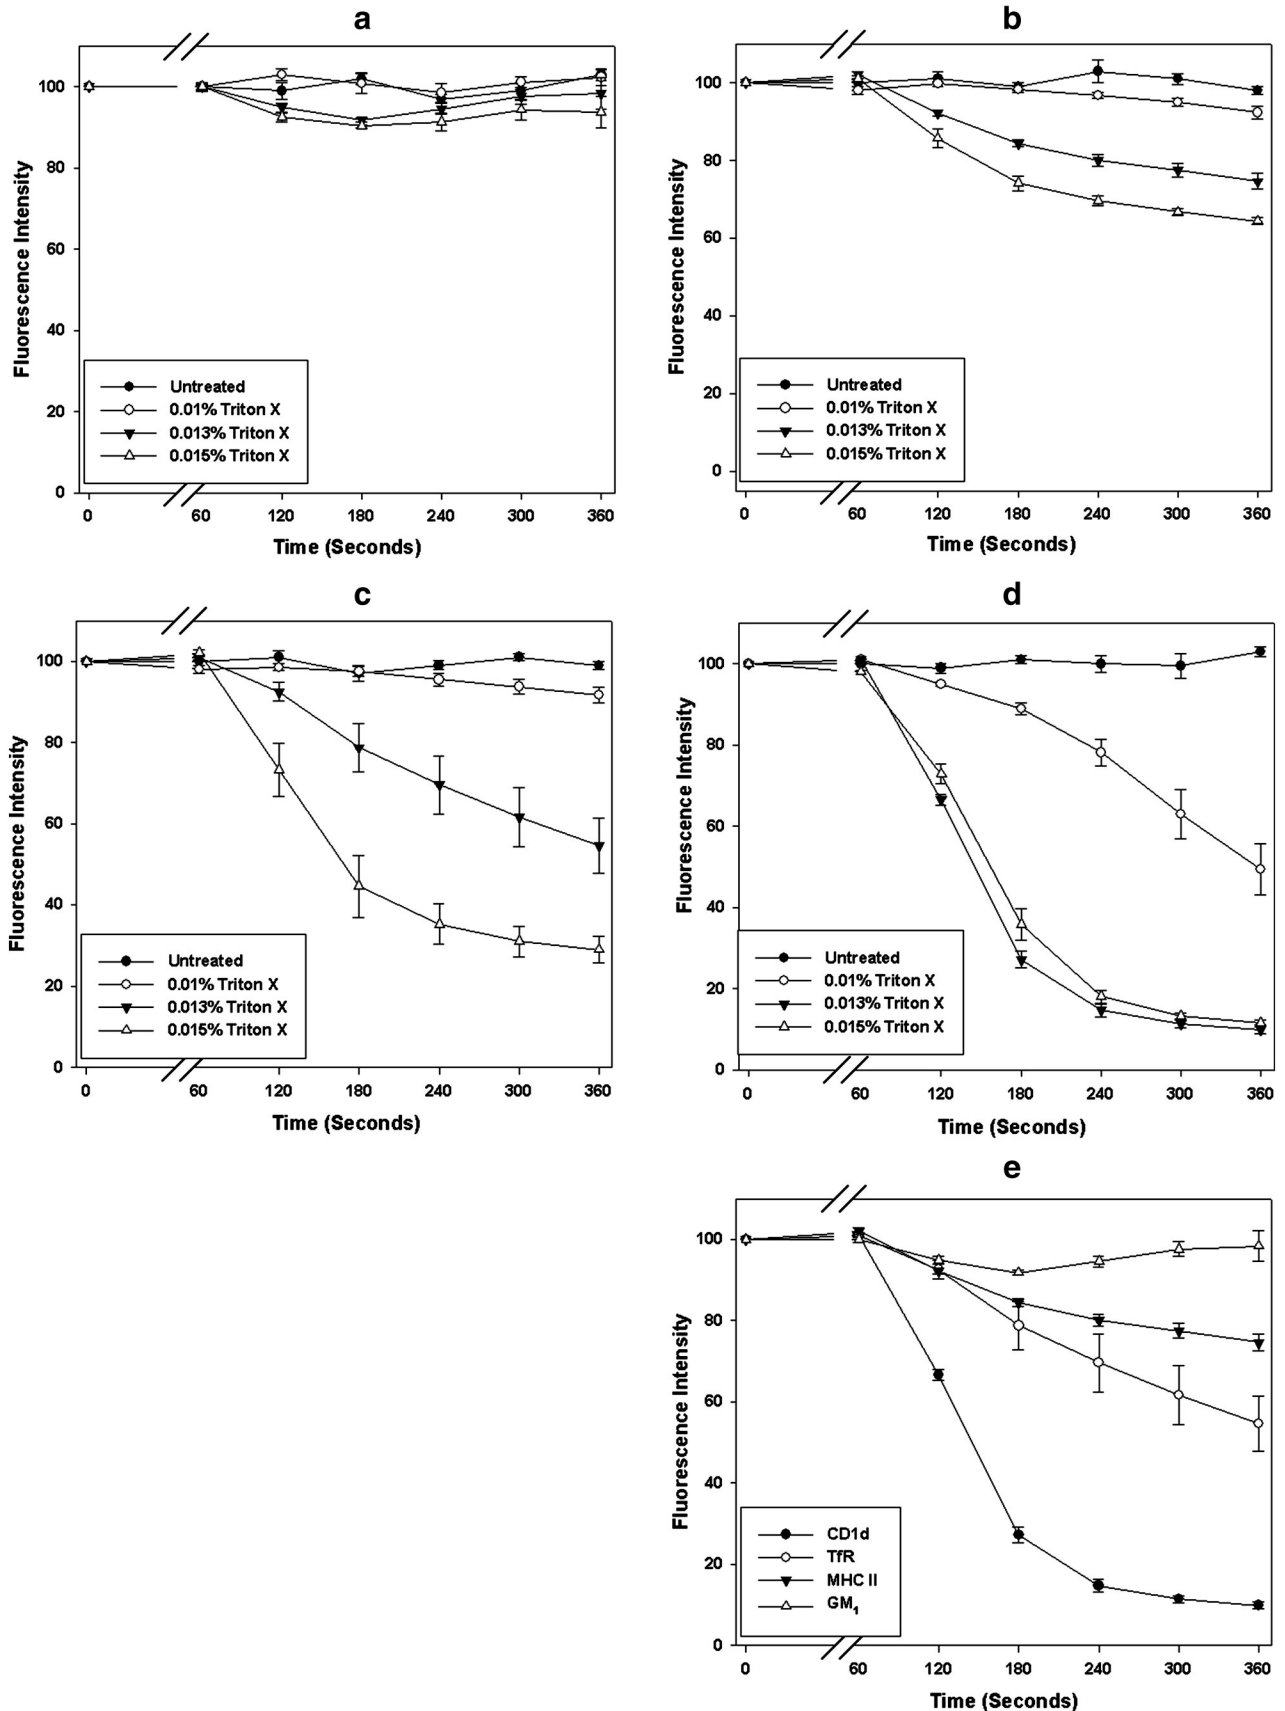 a
Fluorescence Intensity
100
80
60
40
20
0
Untreated
0.01% Triton X
0.013% Triton X
0.015% Triton X
0 60 120 180 240 300 360
Time (Seconds)
b
Fluorescence Intensity
100
80
60
40
20
0
Untreated
0.01% Triton X
0.013% Triton X
0.015% Triton X
0 60 120 180 240 300 360
Time (Seconds)
c
Fluorescence Intensity
100
80
60
40
20
0
Untreated
0.01% Triton X
0.013% Triton X
0.015% Triton X
0 60 120 180 240 300 360
Time (Seconds)
d
Fluorescence Intensity
100
80
60
40
20
0
Untreated
0.01% Triton X
0.013% Triton X
0.015% Triton X
0 60 120 180 240 300 360
Time (Seconds)
e
Fluorescence Intensity
100
80
60
40
20
0
CD1d
TfR
MHC II
GM₁
0 60 120 180 240 300 360
Time (Seconds)